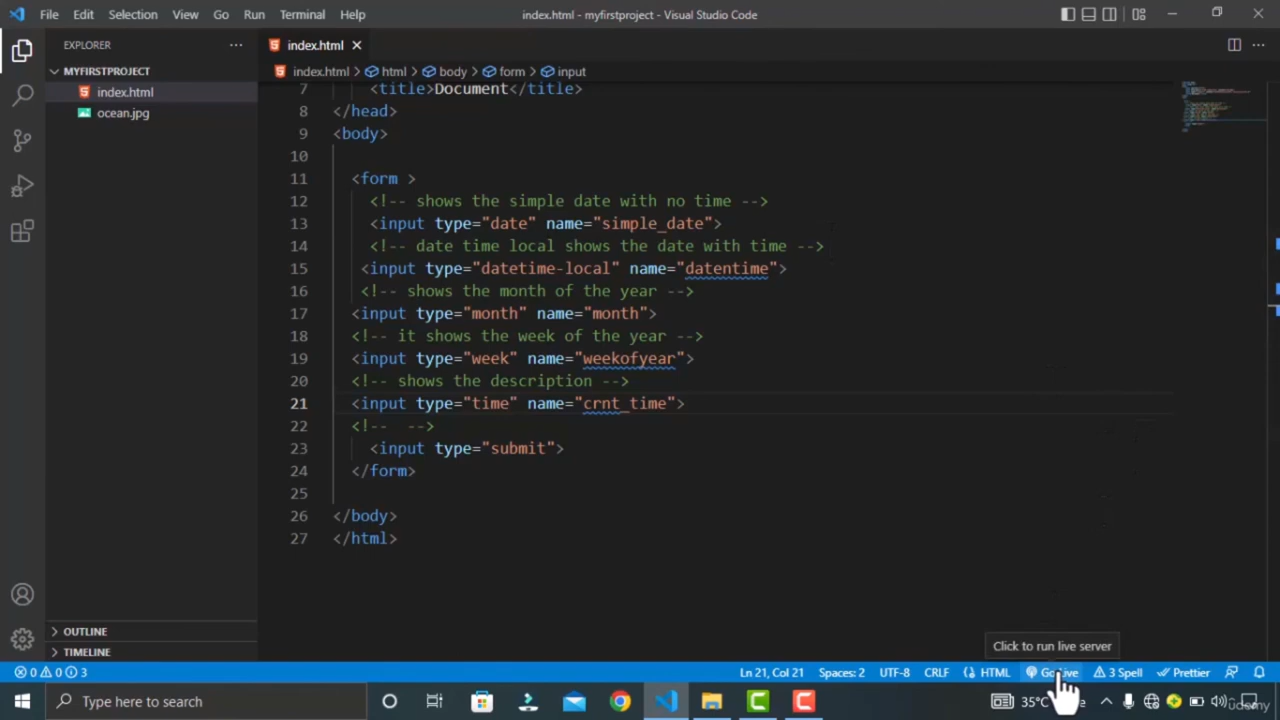 File Edit Selection View Go Run Terminal Help
index.html - myfirstproject - Visual Studio Code
EXPLORER
MYFIRSTPROJECT
index.html
ocean.jpg
OUTLINE
TIMELINE
index.html
index.html > html > body > form > input
7 <title>Document</title>
8 </head>
9 <body>
10
11 <form >
12 <!-- shows the simple date with no time -->
13 <input type="date" name="simple_date">
14 <!-- date time local shows the date with time -->
15 <input type="datetime-local" name="datentime">
16 <!-- shows the month of the year -->
17 <input type="month" name="month">
18 <!-- it shows the week of the year -->
19 <input type="week" name="weekofyear">
20 <!-- shows the description -->
21 <input type="time" name="crnt_time">
22 <!--  -->
23 <input type="submit">
24 </form>
25
26 </body>
27 </html>
Click to run live server
0 0 3
Ln 21, Col 21 Spaces: 2 UTF-8 CRLF HTML 3 Spell Prettier
Type here to search
35°C
Udemy